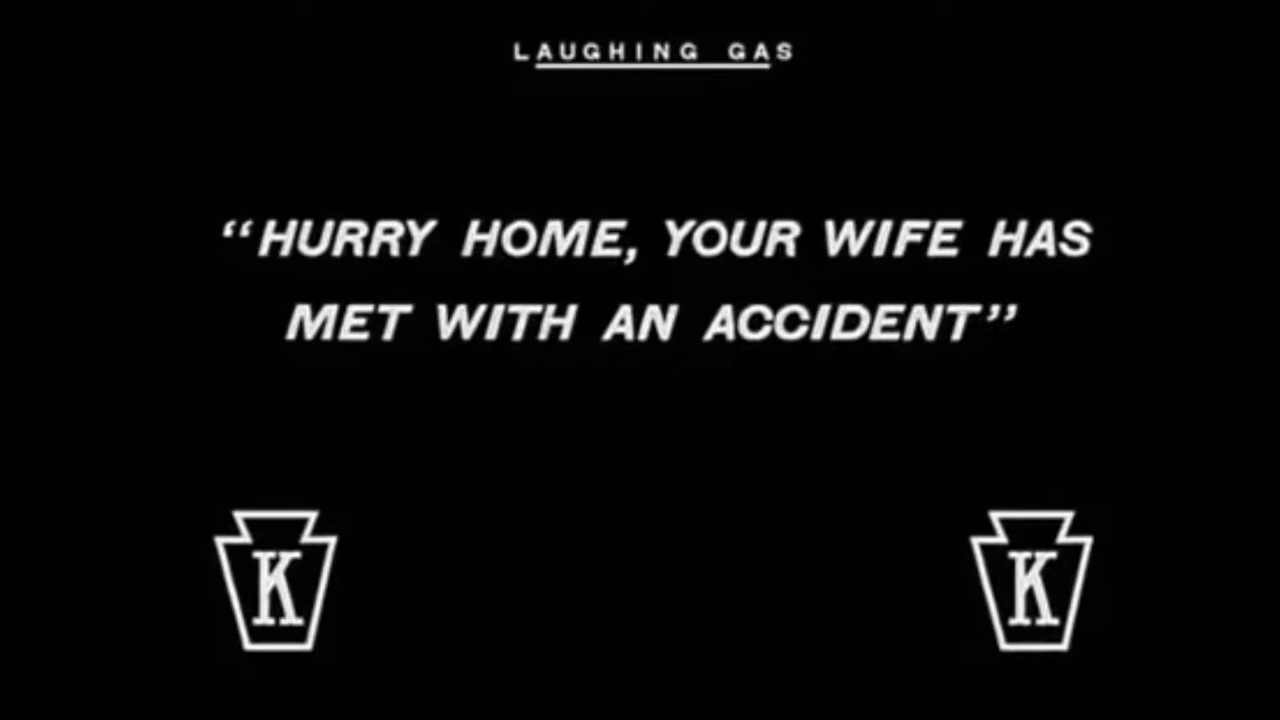 LAUGHING GAS
“HURRY HOME, YOUR WIFE HAS
MET WITH AN ACCIDENT”
K K